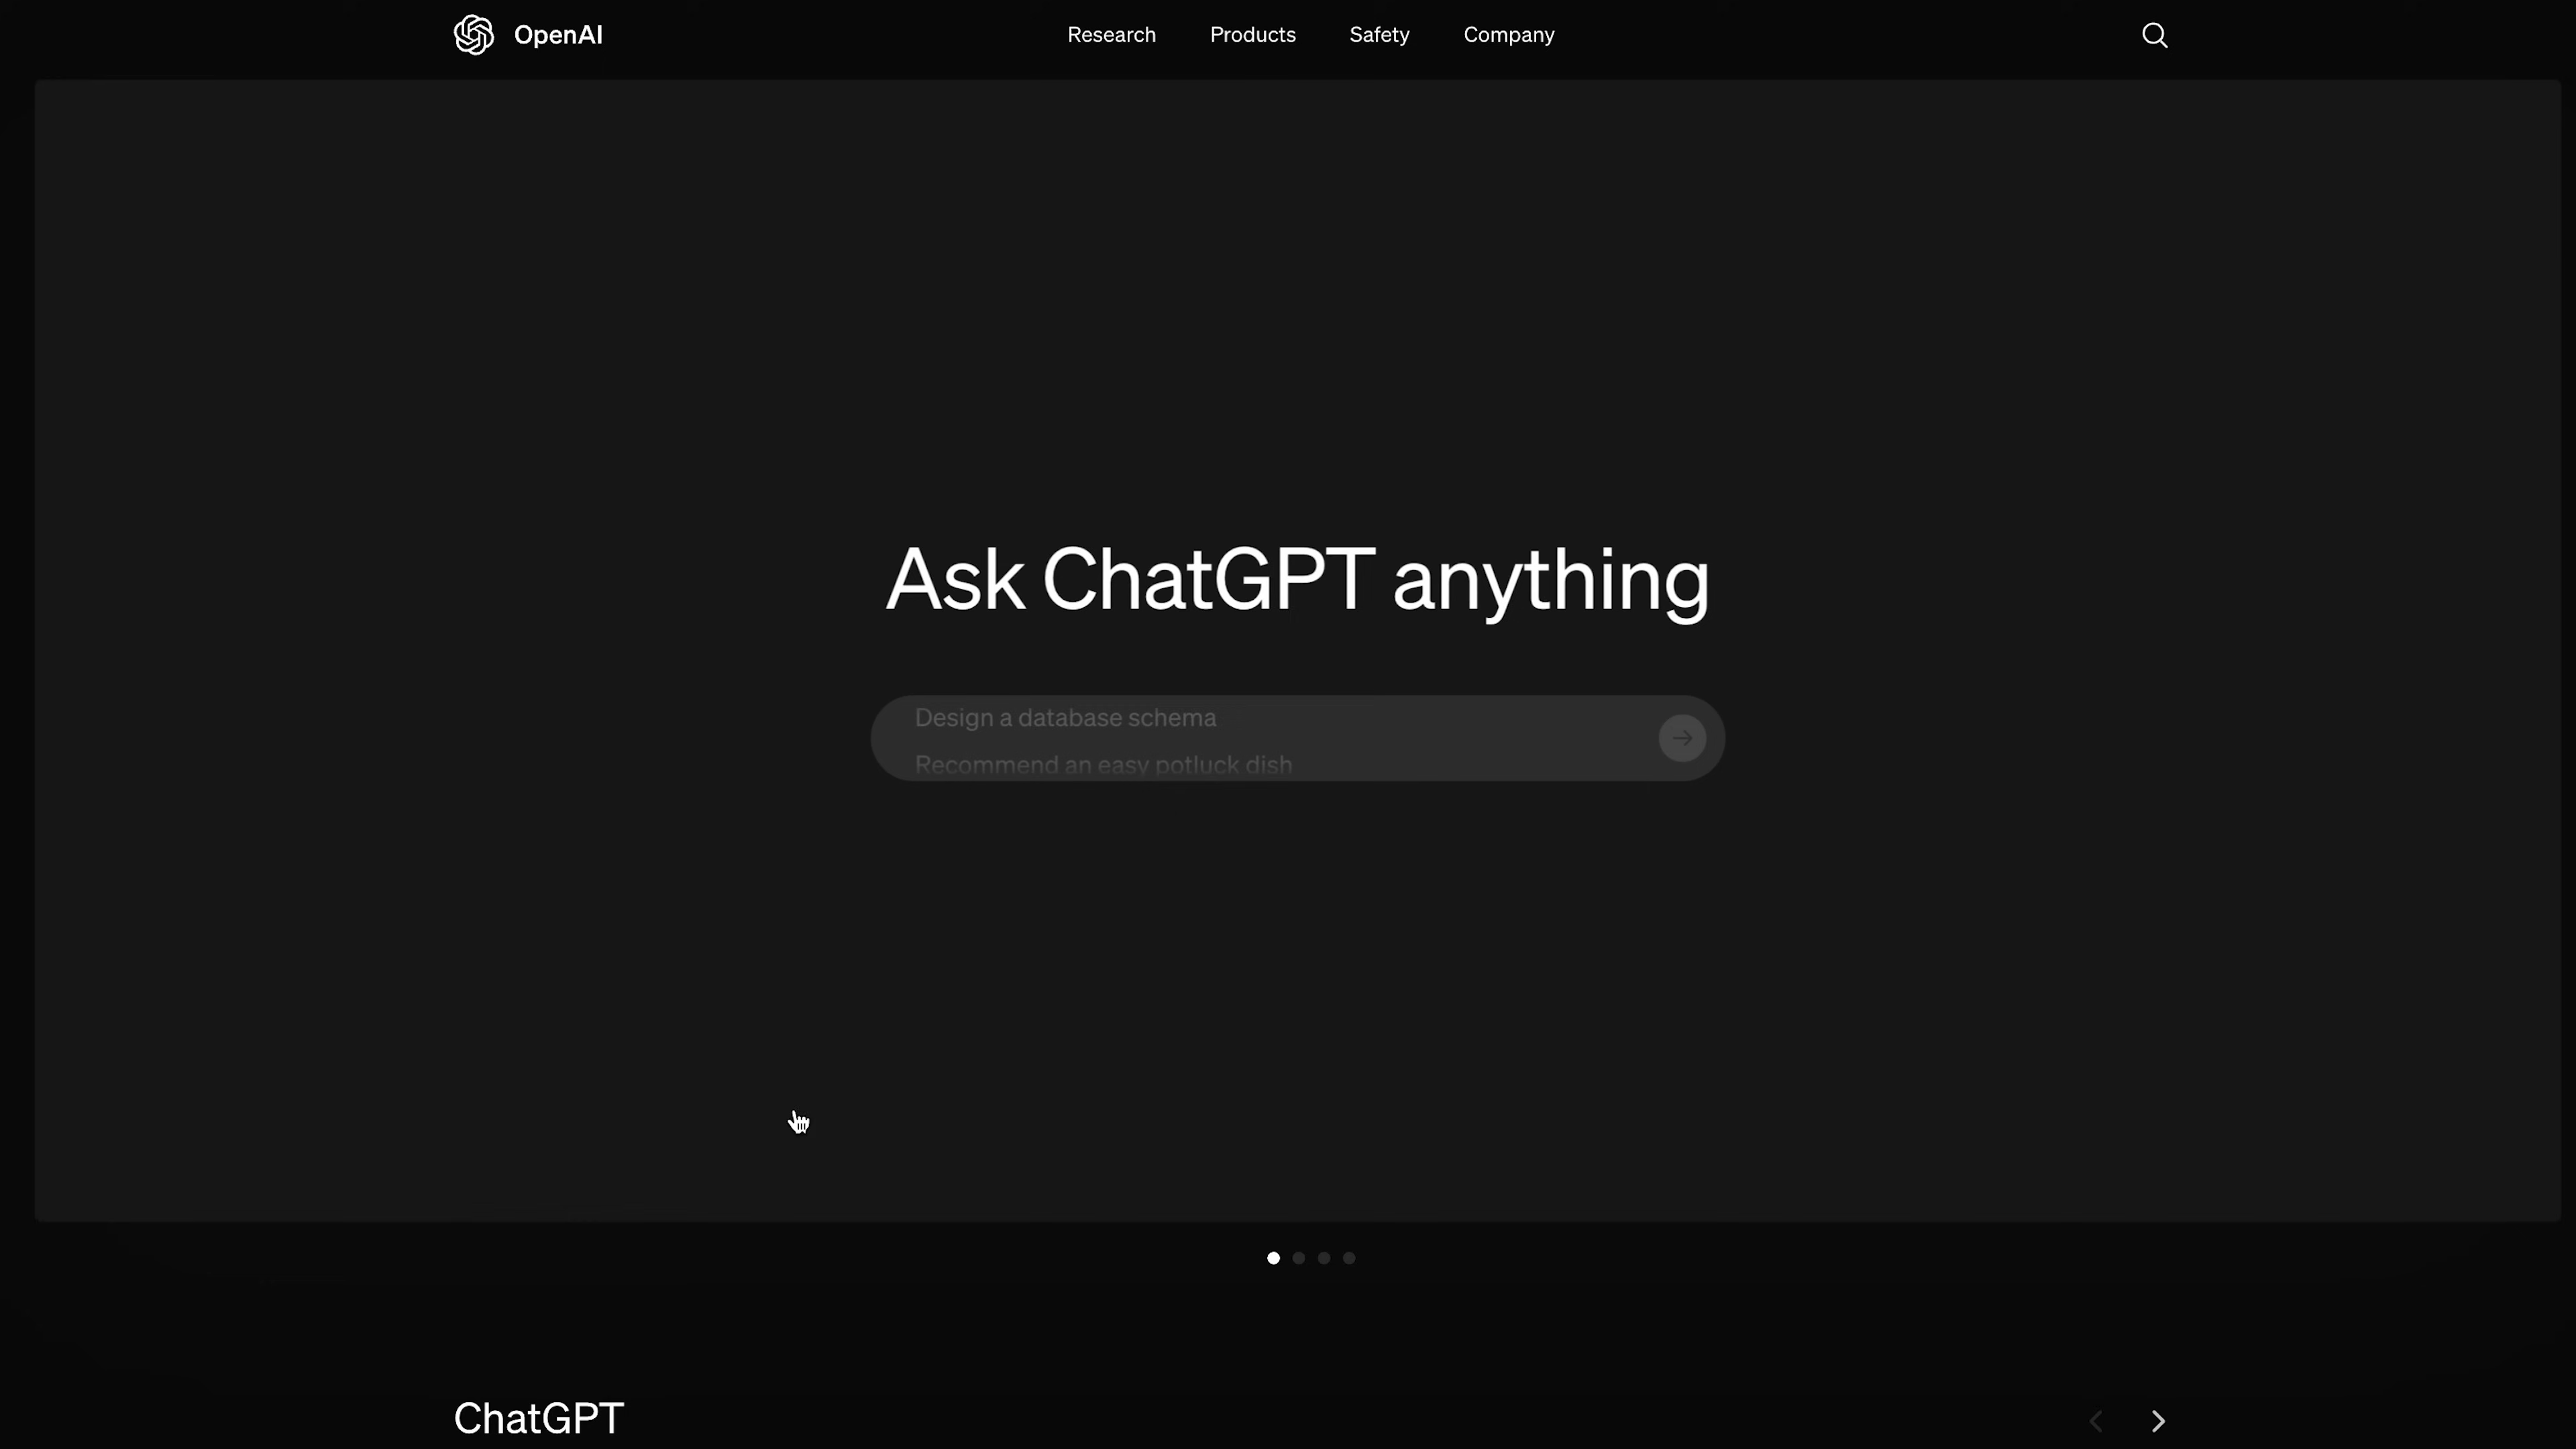 OpenAI
Research
Products
Safety
Company
Ask ChatGPT anything
Design a database schema
Recommend an easy potluck dish
ChatGPT